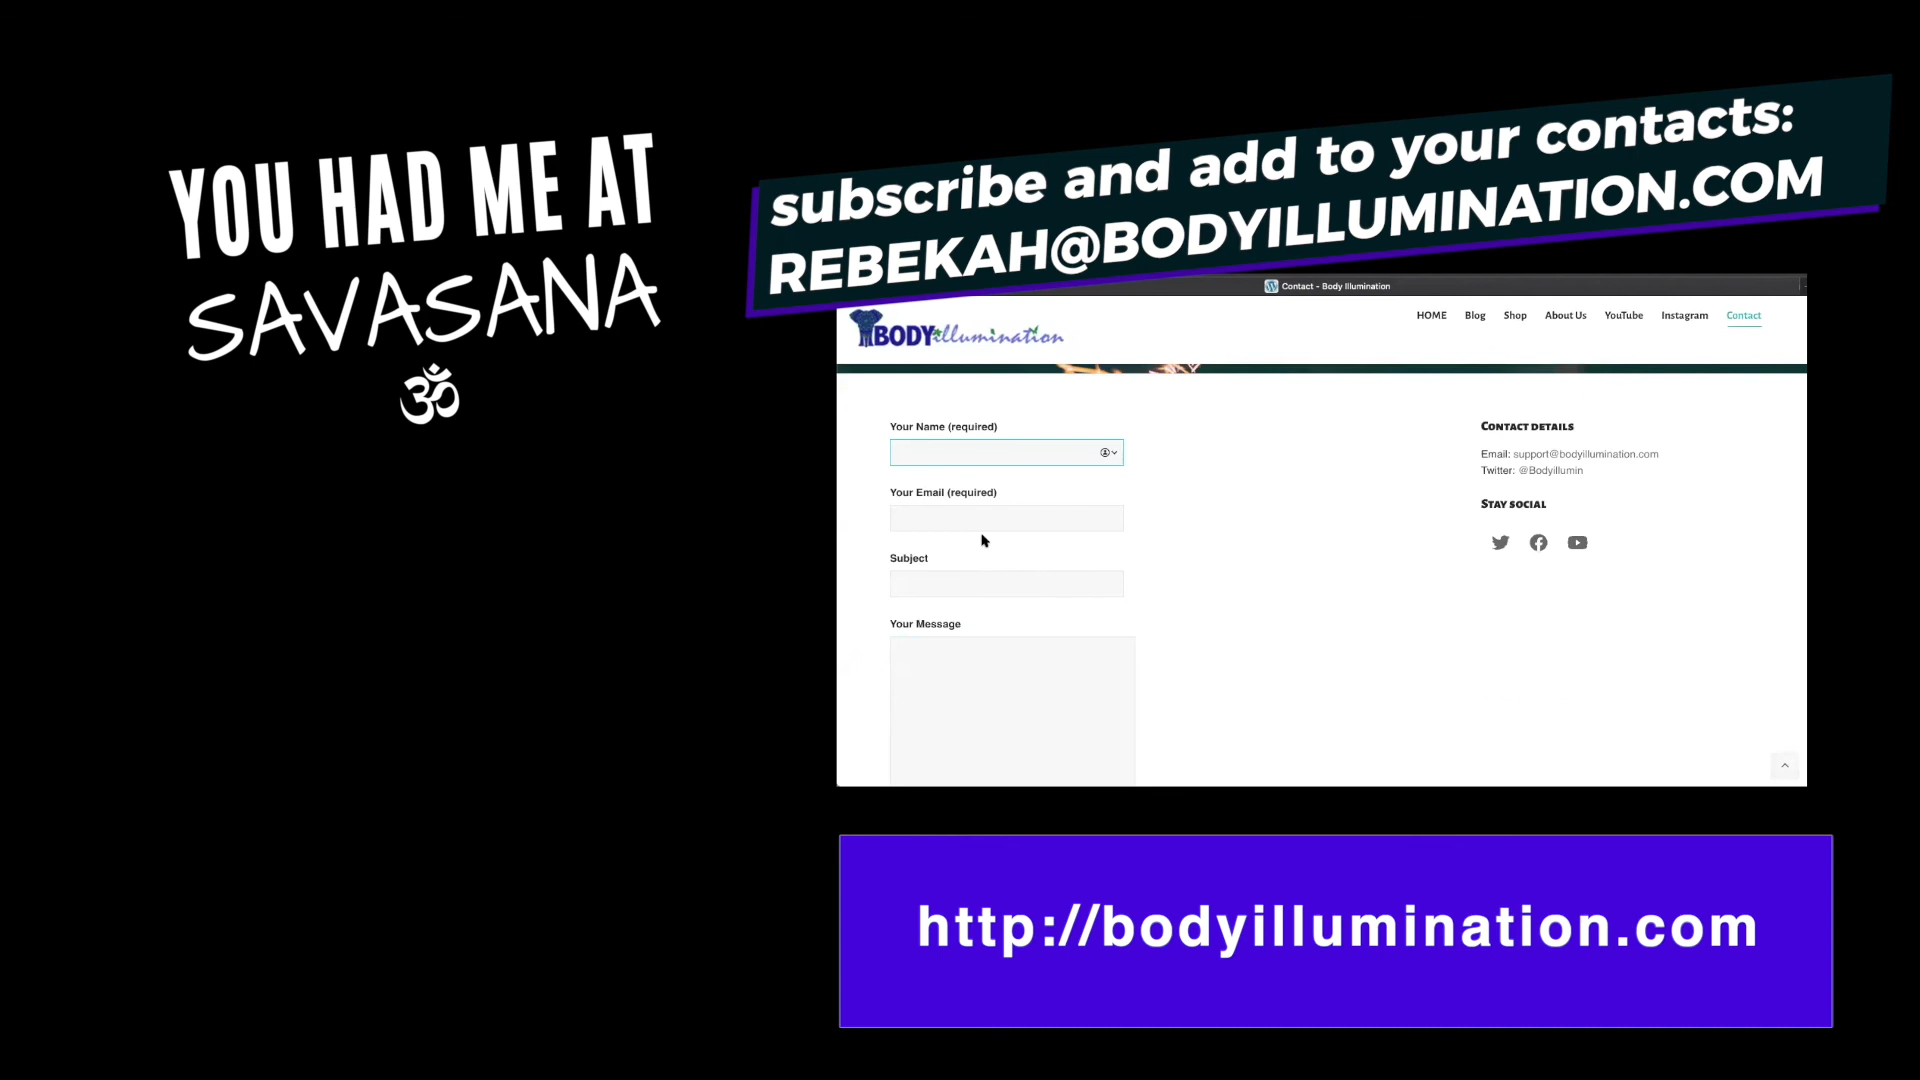 YOU HAD ME AT
SAVASANA
ॐ
subscribe and add to your contacts:
REBEKAH@BODYILLUMINATION.COM
Contact - Body Illumination
BODYillumination
HOME Blog Shop About Us YouTube Instagram Contact
Your Name (required)
Your Email (required)
Subject
Your Message
Contact details
Email: support@bodyillumination.com
Twitter: @Bodyillumin
Stay social
http://bodyillumination.com